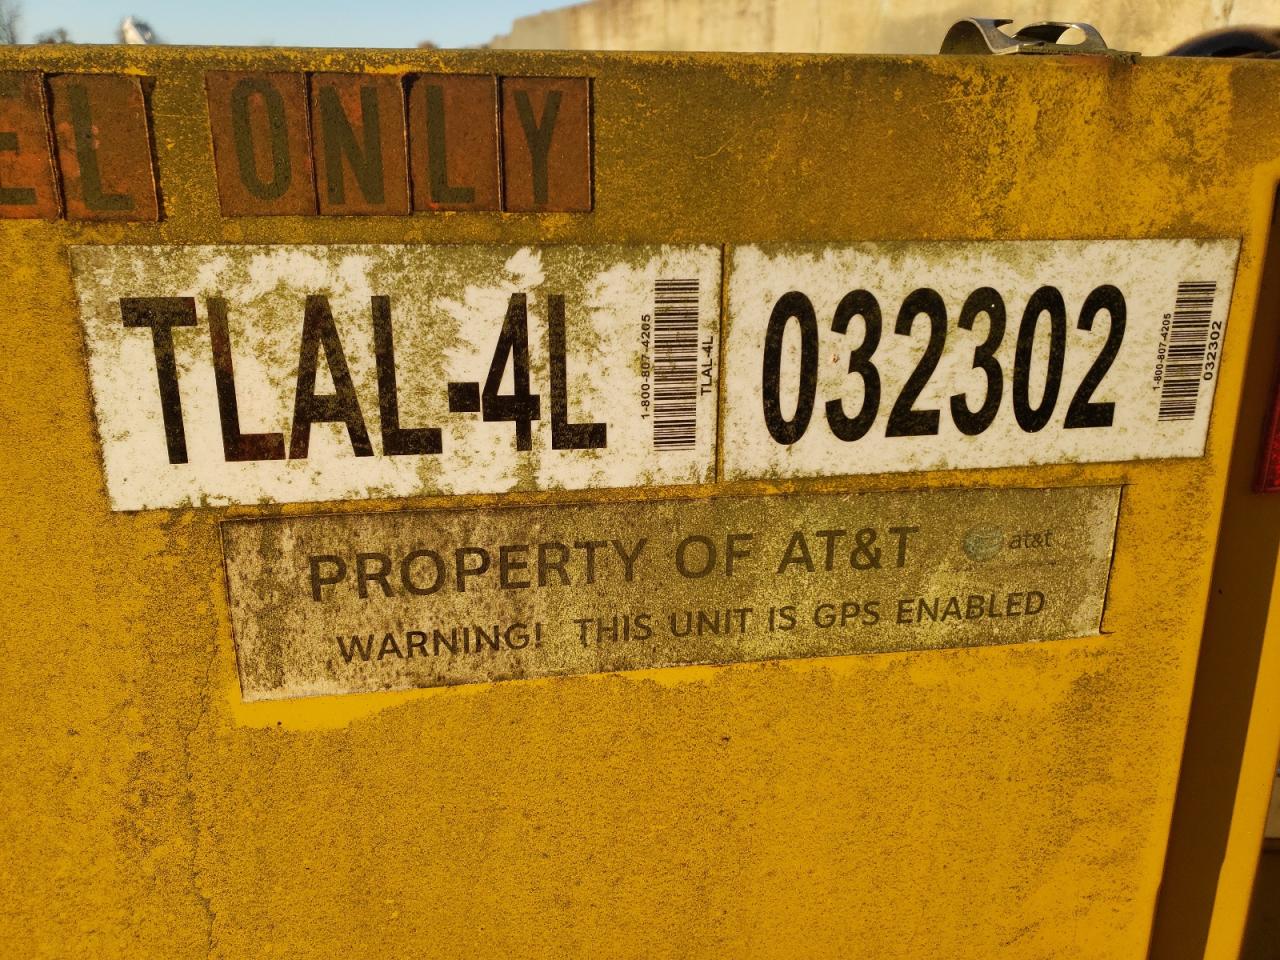 EL ONLY
TLAL-4L
1-800-807-4205
TLAL-4L
032302
1-800-807-4205
032302
PROPERTY OF AT&T
at&t
WARNING! THIS UNIT IS GPS ENABLED